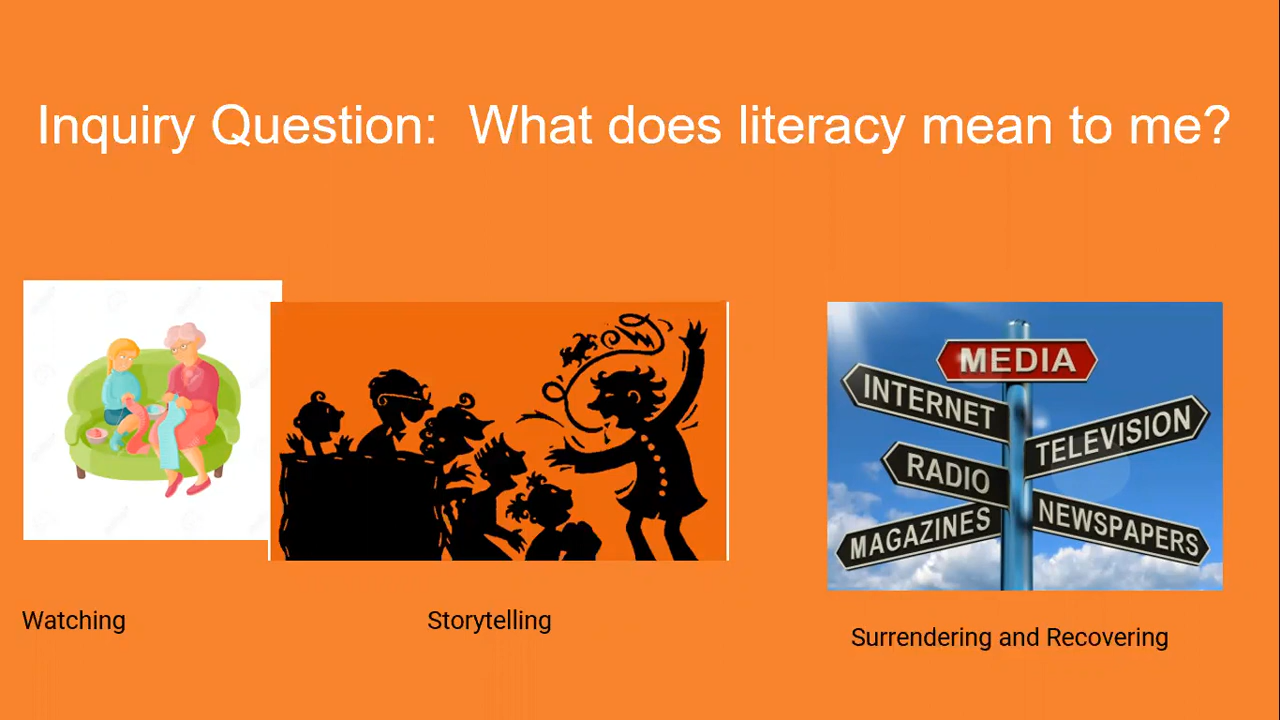 Inquiry Question:  What does literacy mean to me?
MEDIA
INTERNET
TELEVISION
RADIO
NEWSPAPERS
MAGAZINES
Watching
Storytelling
Surrendering and Recovering